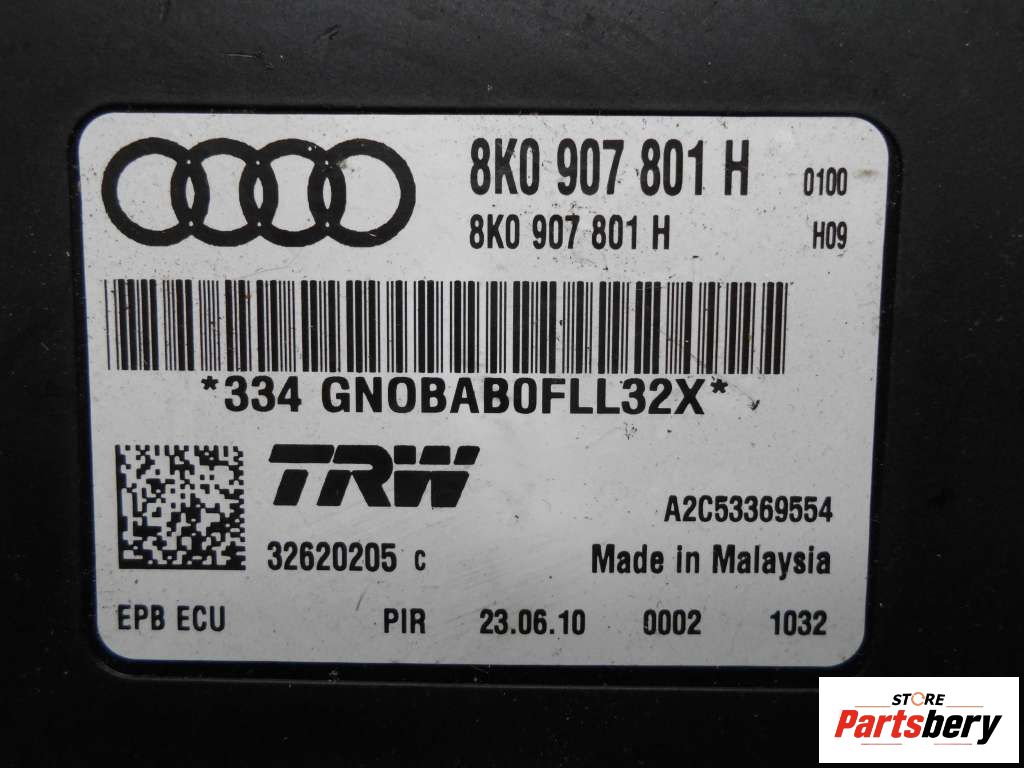 8K0 907 801 H 0100
8K0 907 801 H H09
*334 GNOBAB0FLL32X*
TRW
A2C53369554
32620205 C Made in Malaysia
EPB ECU PIR 23.06.10 0002 1032
STORE
Partsbery